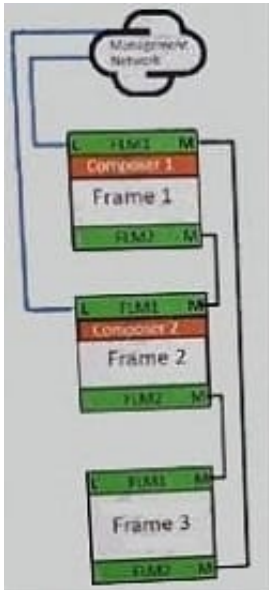 Management
Network
L FLM1 M
Composer 1
Frame 1
FLM2 M
L FLM1 M
Composer 2
Frame 2
FLM2 M
L FLM1 M
Frame 3
FLM2 M